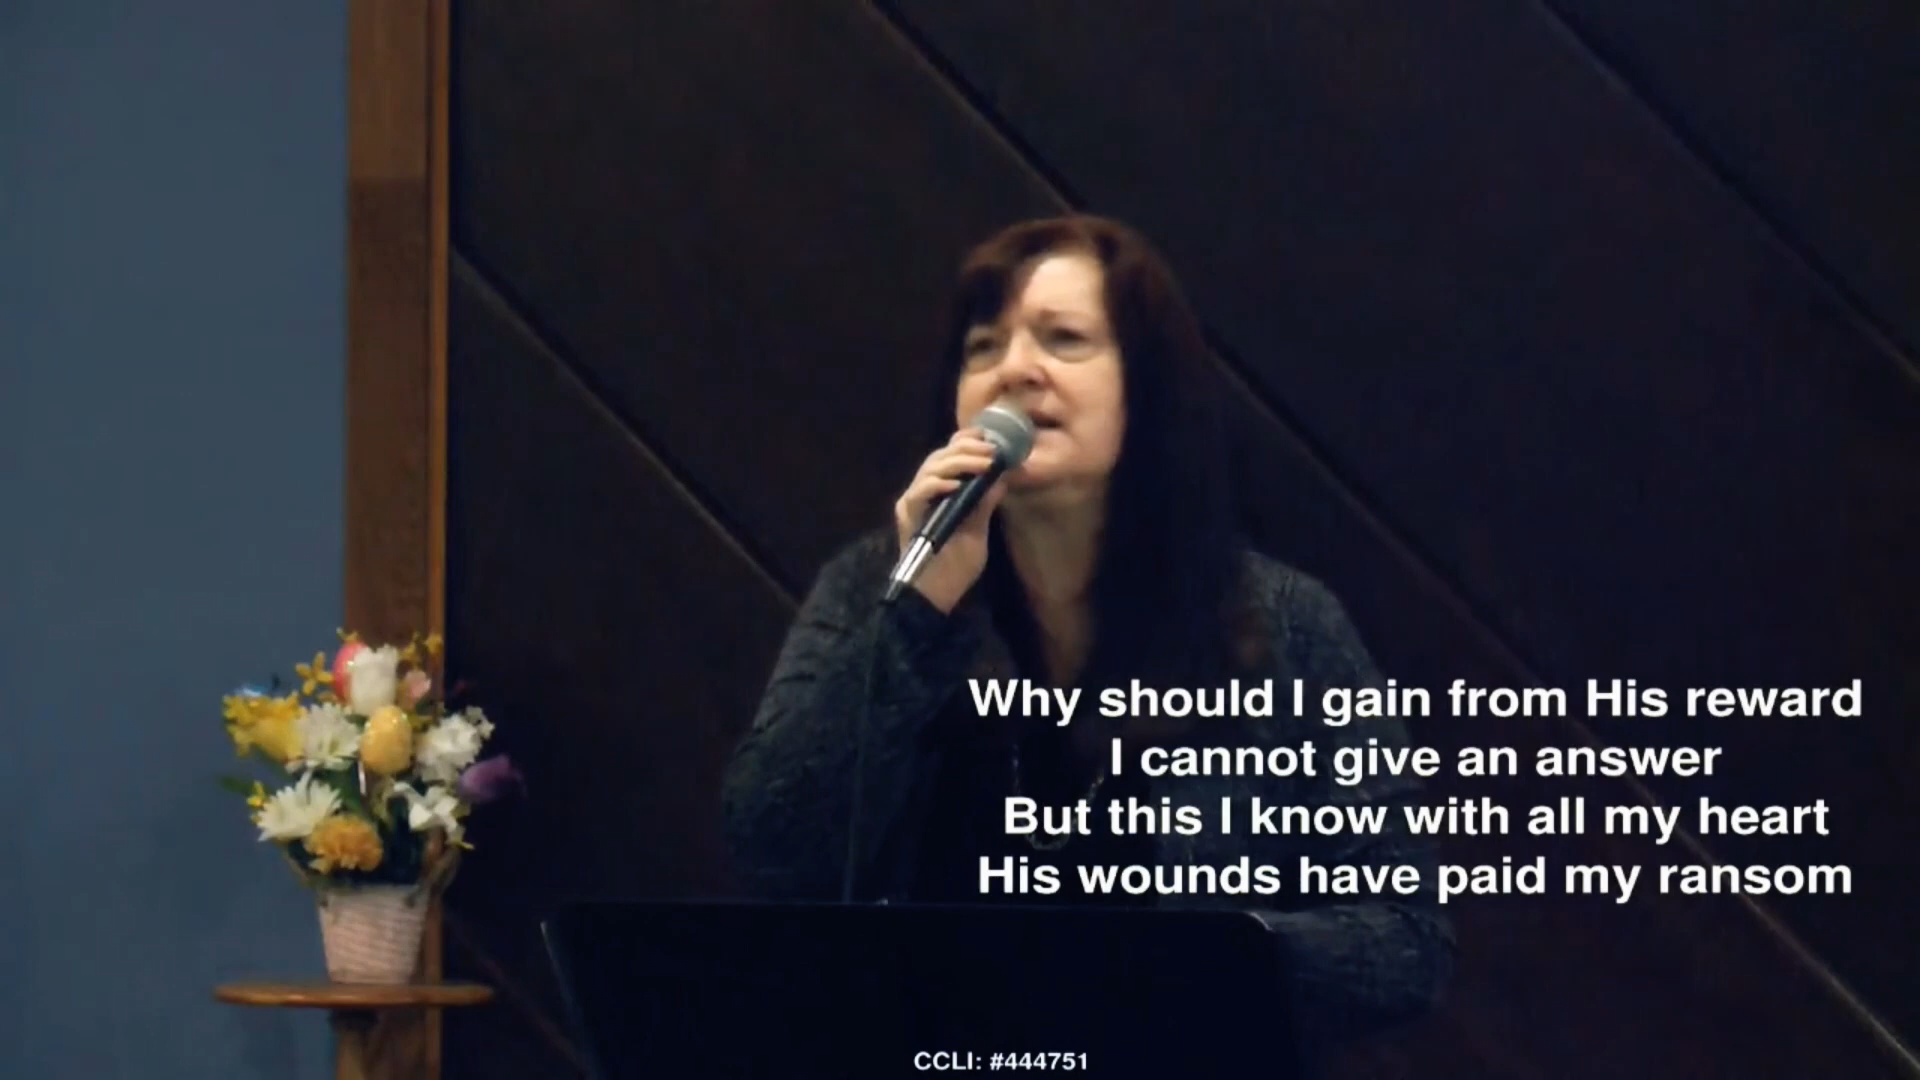 Why should I gain from His reward
I cannot give an answer
But this I know with all my heart
His wounds have paid my ransom
CCLI: #444751